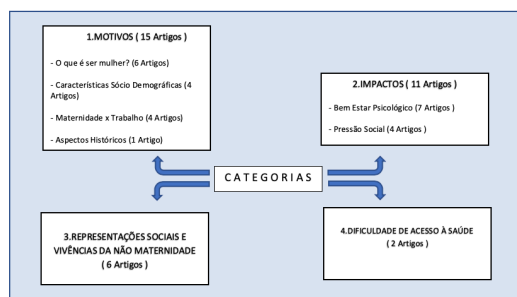 1.MOTIVOS ( 15 Artigos )
- O que é ser mulher? (6 Artigos)
- Características Sócio Demográficas (4
Artigos)
- Maternidade x Trabalho (4 Artigos)
- Aspectos Históricos (1 Artigo)
2.IMPACTOS ( 11 Artigos )
- Bem Estar Psicológico (7 Artigos )
- Pressão Social (4 Artigos )
CATEGORIAS
3.REPRESENTAÇÕES SOCIAIS E
VIVÊNCIAS DA NÃO MATERNIDADE
( 6 Artigos )
4.DIFICULDADE DE ACESSO À SAÚDE
( 2 Artigos )